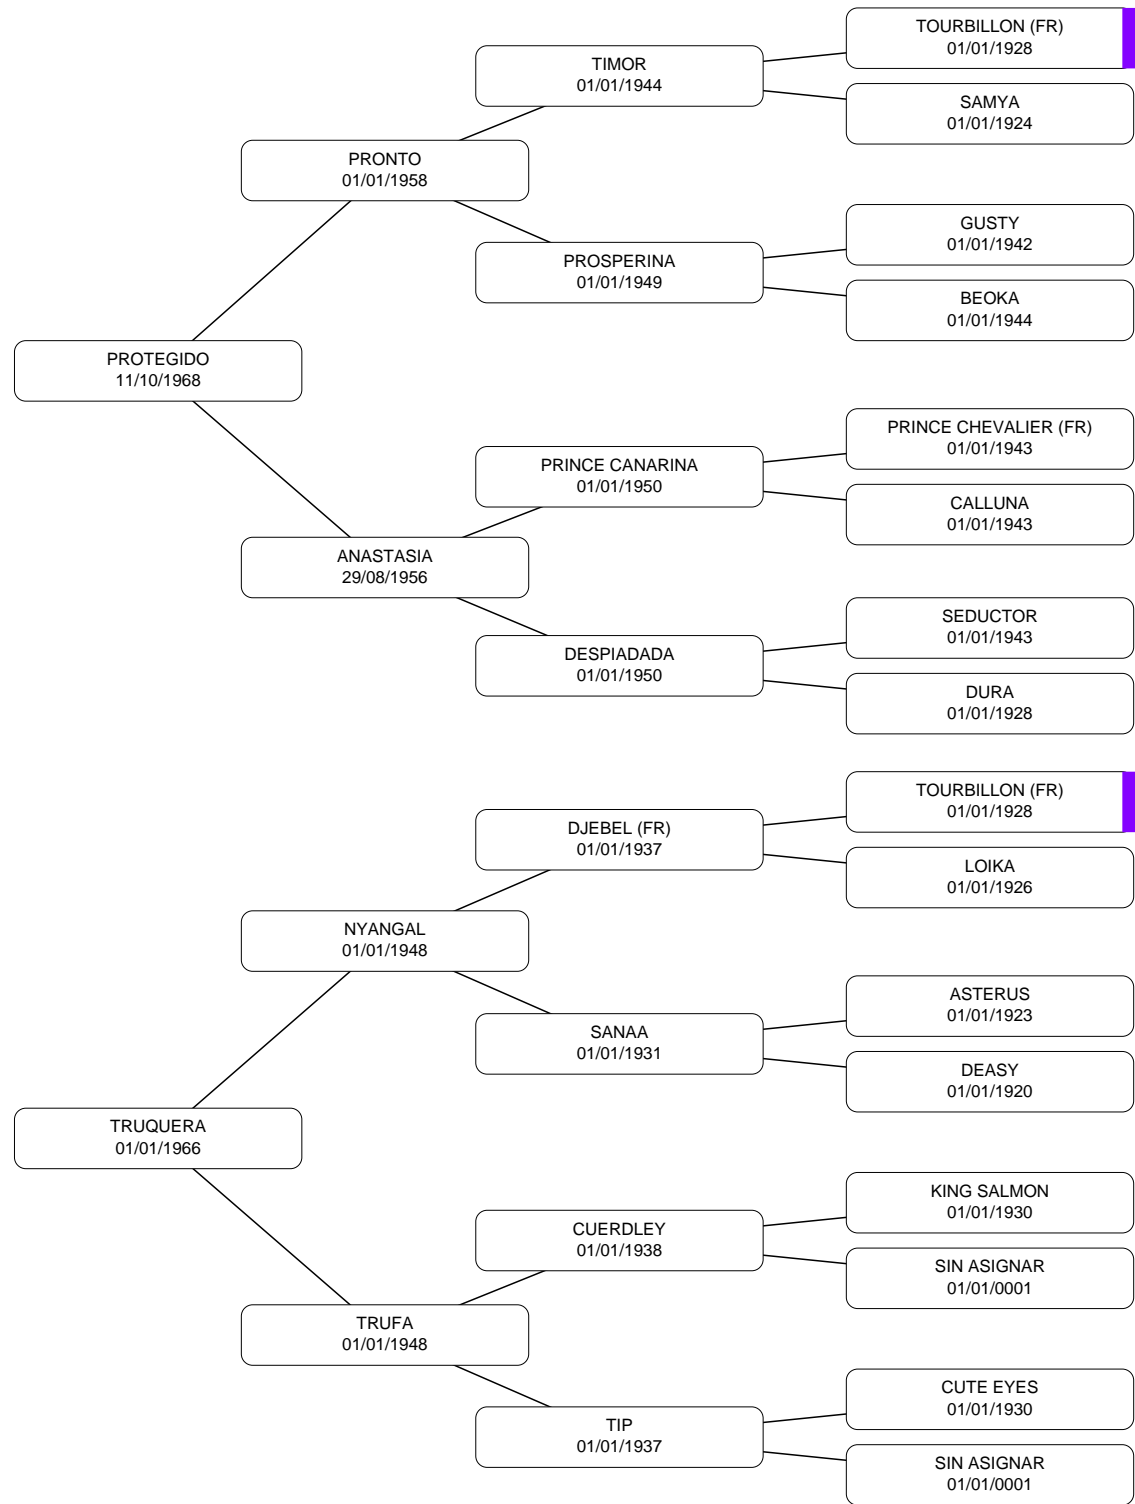 TOURBILLON (FR)
01/01/1928
TIMOR
01/01/1944
SAMYA
01/01/1924
PRONTO
01/01/1958
GUSTY
01/01/1942
PROSPERINA
01/01/1949
BEOKA
01/01/1944
PROTEGIDO
11/10/1968
PRINCE CHEVALIER (FR)
01/01/1943
PRINCE CANARINA
01/01/1950
CALLUNA
01/01/1943
ANASTASIA
29/08/1956
SEDUCTOR
01/01/1943
DESPIADADA
01/01/1950
DURA
01/01/1928
TOURBILLON (FR)
01/01/1928
DJEBEL (FR)
01/01/1937
LOIKA
01/01/1926
NYANGAL
01/01/1948
ASTERUS
01/01/1923
SANAA
01/01/1931
DEASY
01/01/1920
TRUQUERA
01/01/1966
KING SALMON
01/01/1930
CUERDLEY
01/01/1938
SIN ASIGNAR
01/01/0001
TRUFA
01/01/1948
CUTE EYES
01/01/1930
TIP
01/01/1937
SIN ASIGNAR
01/01/0001